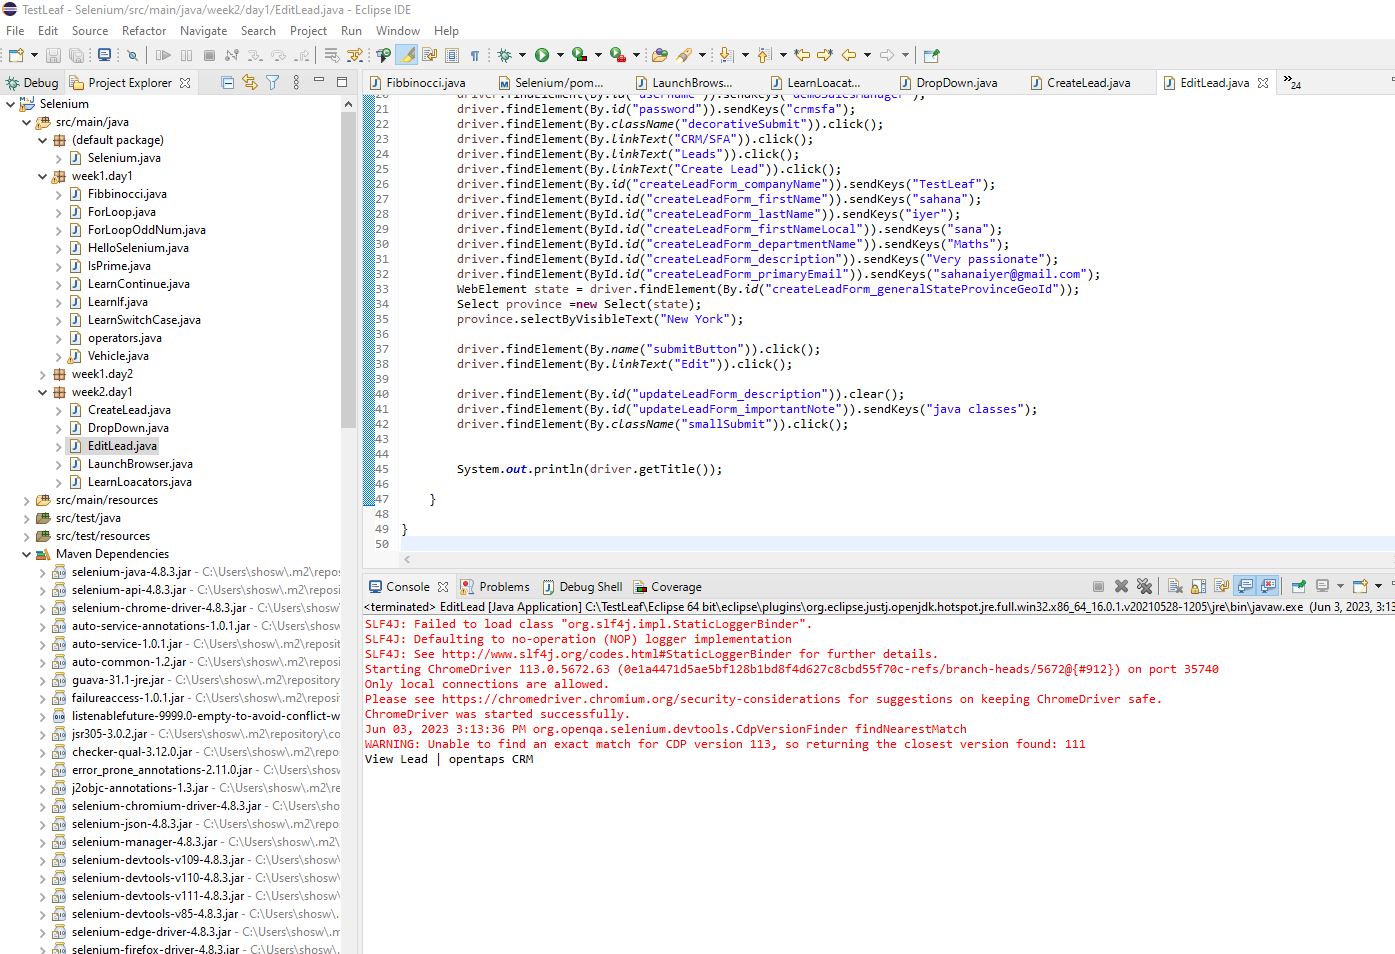 TestLeaf - Selenium/src/main/java/week2/day1/EditLead.java - Eclipse IDE
File Edit Source Refactor Navigate Search Project Run Window Help
Debug Project Explorer
Selenium
src/main/java
(default package)
Selenium.java
week1.day1
Fibbinocci.java
ForLoop.java
ForLoopOddNum.java
HelloSelenium.java
IsPrime.java
LearnContinue.java
LearnIf.java
LearnSwitchCase.java
operators.java
Vehicle.java
week1.day2
week2.day1
CreateLead.java
DropDown.java
EditLead.java
LaunchBrowser.java
LearnLoacators.java
src/main/resources
src/test/java
src/test/resources
Maven Dependencies
selenium-java-4.8.3.jar - C:\Users\shosw\.m2\repos
selenium-api-4.8.3.jar - C:\Users\shosw\.m2\reposi
selenium-chrome-driver-4.8.3.jar - C:\Users\shosw\
auto-service-annotations-1.0.1.jar - C:\Users\shosw
auto-service-1.0.1.jar - C:\Users\shosw\.m2\reposit
auto-common-1.2.jar - C:\Users\shosw\.m2\reposit
guava-31.1-jre.jar - C:\Users\shosw\.m2\repository
failureaccess-1.0.1.jar - C:\Users\shosw\.m2\reposit
listenablefuture-9999.0-empty-to-avoid-conflict-w
jsr305-3.0.2.jar - C:\Users\shosw\.m2\repository\co
checker-qual-3.12.0.jar - C:\Users\shosw\.m2\repos
error_prone_annotations-2.11.0.jar - C:\Users\shosw
j2objc-annotations-1.3.jar - C:\Users\shosw\.m2\re
selenium-chromium-driver-4.8.3.jar - C:\Users\sho
selenium-json-4.8.3.jar - C:\Users\shosw\.m2\repo
selenium-manager-4.8.3.jar - C:\Users\shosw\.m2\
selenium-devtools-v109-4.8.3.jar - C:\Users\shosw\
selenium-devtools-v110-4.8.3.jar - C:\Users\shosw\
selenium-devtools-v111-4.8.3.jar - C:\Users\shosw\
selenium-devtools-v85-4.8.3.jar - C:\Users\shosw\.
selenium-edge-driver-4.8.3.jar - C:\Users\shosw\.m
selenium-firefox-driver-4.8.3.jar - C:\Users\shosw\
Fibbinocci.java Selenium/pom... LaunchBrows... LearnLoacat... DropDown.java CreateLead.java EditLead.java »24
20 driver.findElement(By.id("username")).sendKeys("demoSalesManager");
21 driver.findElement(By.id("password")).sendKeys("crmsfa");
22 driver.findElement(By.className("decorativeSubmit")).click();
23 driver.findElement(By.linkText("CRM/SFA")).click();
24 driver.findElement(By.linkText("Leads")).click();
25 driver.findElement(By.linkText("Create Lead")).click();
26 driver.findElement(By.id("createLeadForm_companyName")).sendKeys("TestLeaf");
27 driver.findElement(ById.id("createLeadForm_firstName")).sendKeys("sahana");
28 driver.findElement(ById.id("createLeadForm_lastName")).sendKeys("iyer");
29 driver.findElement(ById.id("createLeadForm_firstNameLocal")).sendKeys("sana");
30 driver.findElement(ById.id("createLeadForm_departmentName")).sendKeys("Maths");
31 driver.findElement(ById.id("createLeadForm_description")).sendKeys("Very passionate");
32 driver.findElement(ById.id("createLeadForm_primaryEmail")).sendKeys("sahanaiyer@gmail.com");
33 WebElement state = driver.findElement(By.id("createLeadForm_generalStateProvinceGeoId"));
34 Select province =new Select(state);
35 province.selectByVisibleText("New York");
36
37 driver.findElement(By.name("submitButton")).click();
38 driver.findElement(By.linkText("Edit")).click();
39
40 driver.findElement(By.id("updateLeadForm_description")).clear();
41 driver.findElement(By.id("updateLeadForm_importantNote")).sendKeys("java classes");
42 driver.findElement(By.className("smallSubmit")).click();
43
44
45 System.out.println(driver.getTitle());
46
47 }
48
49 }
50
Console Problems Debug Shell Coverage
<terminated> EditLead [Java Application] C:\TestLeaf\Eclipse 64 bit\eclipse\plugins\org.eclipse.justj.openjdk.hotspot.jre.full.win32.x86_64_16.0.1.v20210528-1205\jre\bin\javaw.exe (Jun 3, 2023, 3:13
SLF4J: Failed to load class "org.slf4j.impl.StaticLoggerBinder".
SLF4J: Defaulting to no-operation (NOP) logger implementation
SLF4J: See http://www.slf4j.org/codes.html#StaticLoggerBinder for further details.
Starting ChromeDriver 113.0.5672.63 (0e1a4471d5ae5bf128b1bd8f4d627c8cbd55f70c-refs/branch-heads/5672@{#912}) on port 35740
Only local connections are allowed.
Please see https://chromedriver.chromium.org/security-considerations for suggestions on keeping ChromeDriver safe.
ChromeDriver was started successfully.
Jun 03, 2023 3:13:36 PM org.openqa.selenium.devtools.CdpVersionFinder findNearestMatch
WARNING: Unable to find an exact match for CDP version 113, so returning the closest version found: 111
View Lead | opentaps CRM